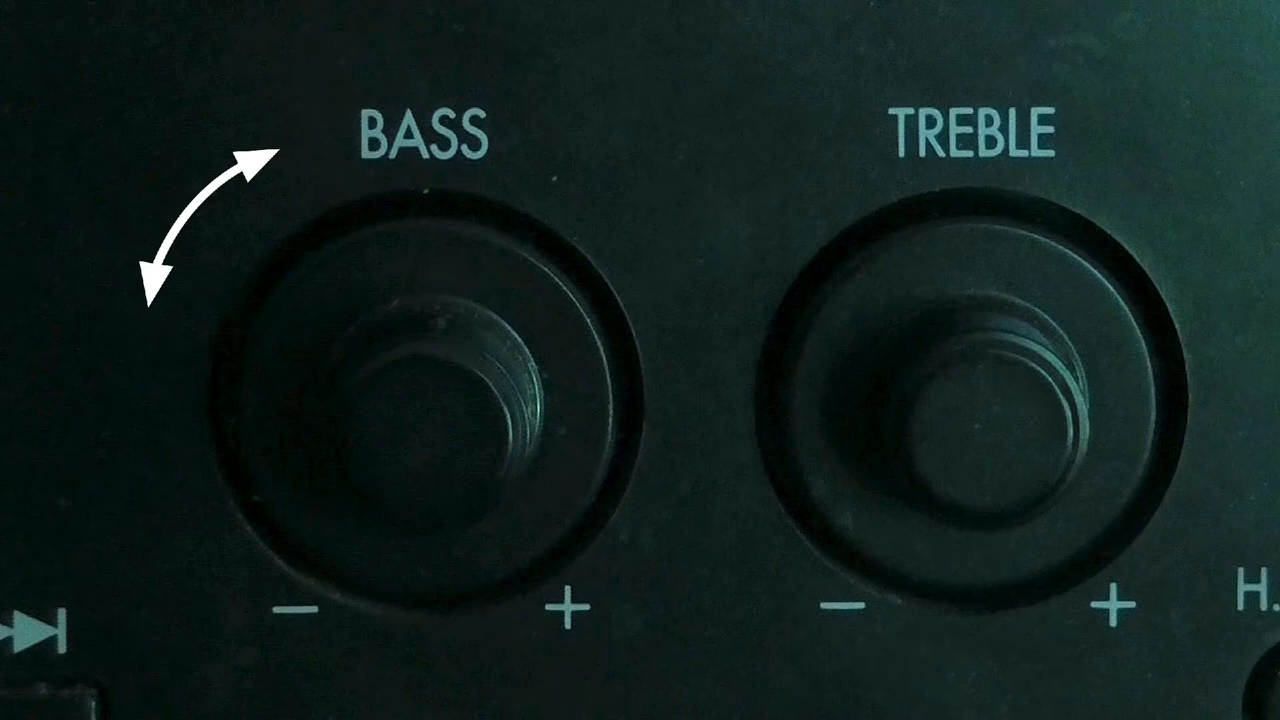 BASS TREBLE
− + − +
H.